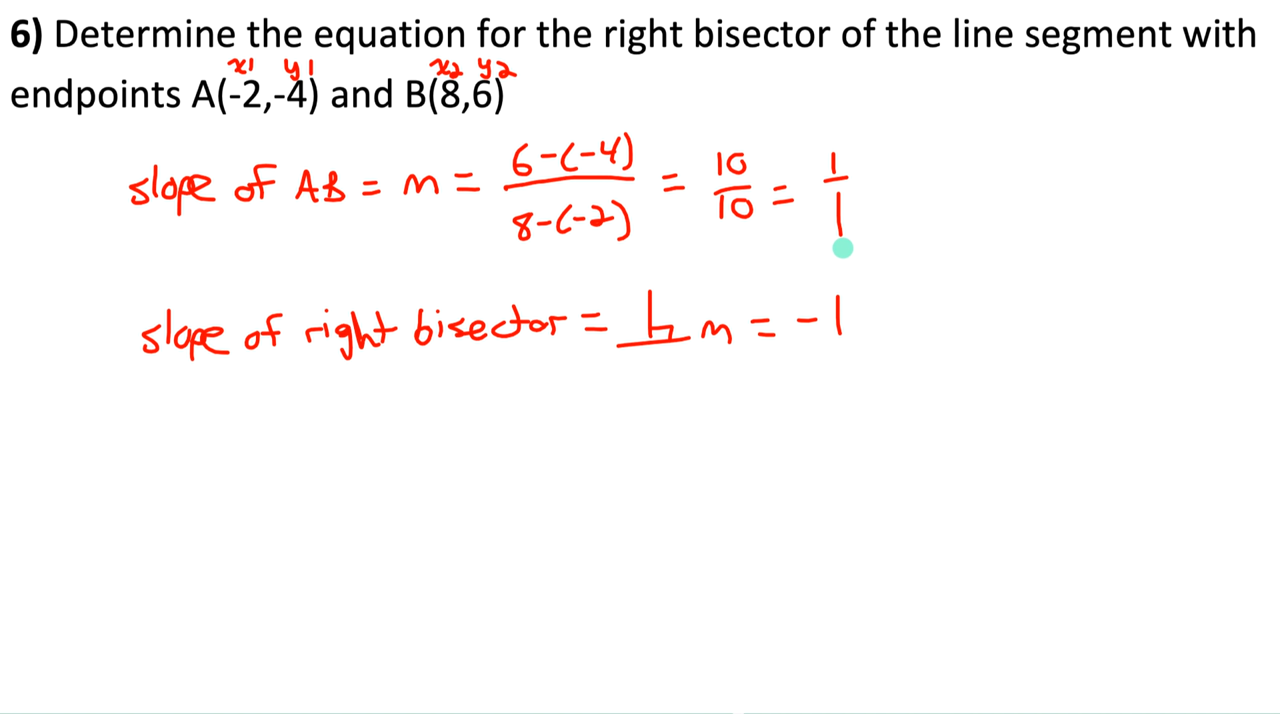 6) Determine the equation for the right bisector of the line segment with
x1 y1 x2 y2
endpoints A(-2,-4) and B(8,6)
slope of AB = m = 6-(-4)/8-(-2) = 10/10 = 1/1
slope of right bisector = ⊥ m = -1